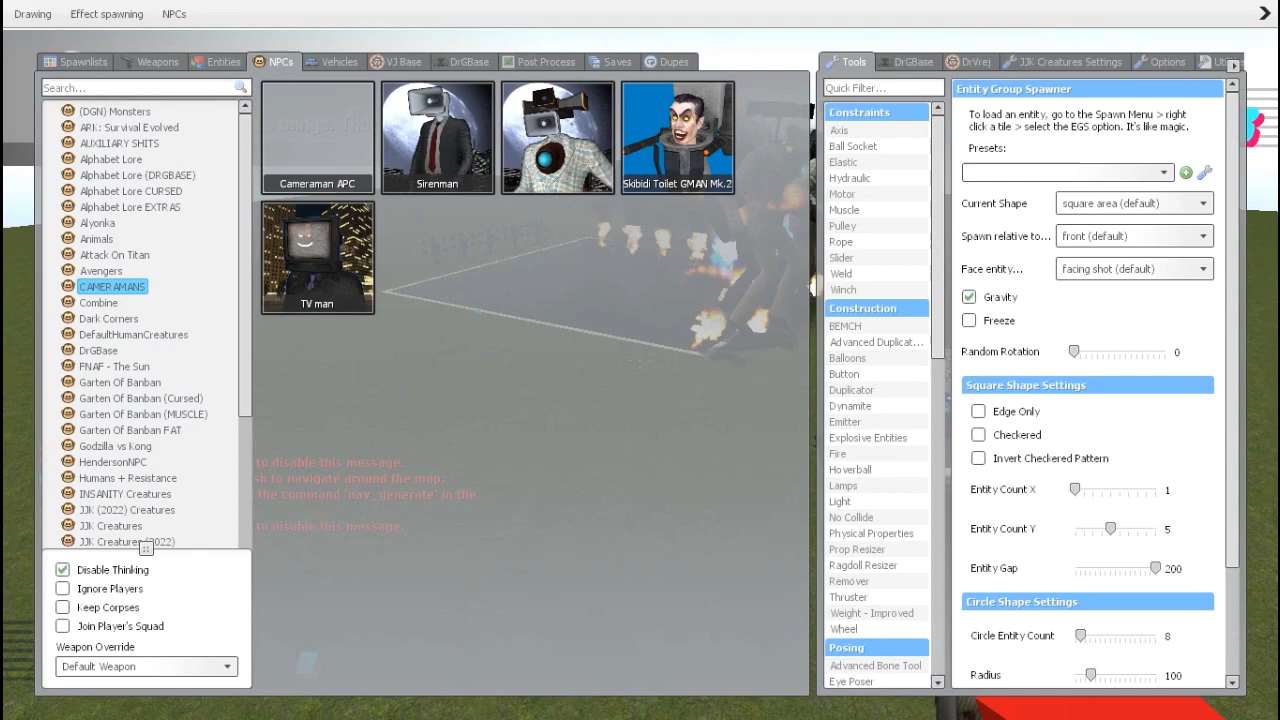 Drawing Effect spawning NPCs
Spawnlists Weapons Entities NPCs Vehicles VJ Base DrGBase Post Process Saves Dupes
Search...
(DGN) Monsters
ARK: Survival Evolved
AUXILIARY SHITS
Alphabet Lore
Alphabet Lore (DRGBASE)
Alphabet Lore CURSED
Alphabet Lore EXTRAS
Alyonka
Animals
Attack On Titan
Avengers
CAMERAMANS
Combine
Dark Corners
DefaultHumanCreatures
DrGBase
FNAF - The Sun
Garten Of Banban
Garten Of Banban (Cursed)
Garten Of Banban (MUSCLE)
Garten Of Banban FAT
Godzilla vs Kong
HendersonNPC
Humans + Resistance
INSANITY Creatures
JJK (2022) Creatures
JJK Creatures
JJK Creatures (2022)
Disable Thinking
Ignore Players
Keep Corpses
Join Player's Squad
Weapon Override
Default Weapon
Cameraman APC
Sirenman
Skibidi Toilet GMAN Mk.2
TV man
to disable this message.
sh to navigate around the map.
the command 'nav_generate' in the
to disable this message.
Tools DrGBase DrVrej JJK Creatures Settings Options
Quick Filter...
Constraints
Axis
Ball Socket
Elastic
Hydraulic
Motor
Muscle
Pulley
Rope
Slider
Weld
Winch
Construction
BEMCH
Advanced Duplicat...
Balloons
Button
Duplicator
Dynamite
Emitter
Explosive Entities
Fire
Hoverball
Lamps
Light
No Collide
Physical Properties
Prop Resizer
Ragdoll Resizer
Remover
Thruster
Weight - Improved
Wheel
Posing
Advanced Bone Tool
Eye Poser
Entity Group Spawner
To load an entity, go to the Spawn Menu > right
click a tile > select the EGS option. It's like magic.
Presets:
Current Shape square area (default)
Spawn relative to... front (default)
Face entity... facing shot (default)
Gravity
Freeze
Random Rotation 0
Square Shape Settings
Edge Only
Checkered
Invert Checkered Pattern
Entity Count X 1
Entity Count Y 5
Entity Gap 200
Circle Shape Settings
Circle Entity Count 8
Radius 100